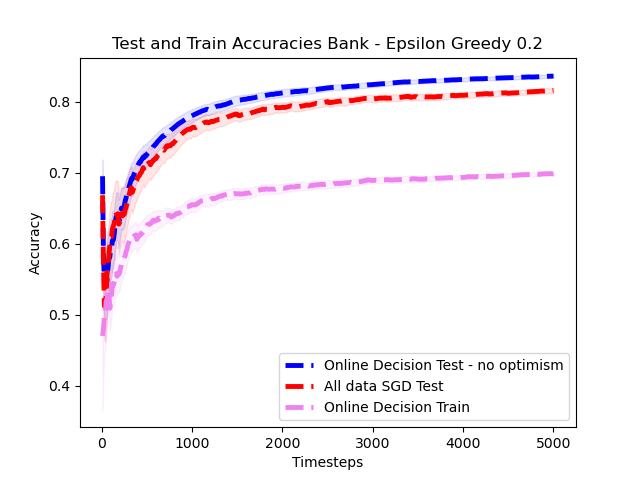 Test and Train Accuracies Bank - Epsilon Greedy 0.2
Accuracy
0.8
0.7
0.6
0.5
0.4
Online Decision Test - no optimism
All data SGD Test
Online Decision Train
0 1000 2000 3000 4000 5000
Timesteps